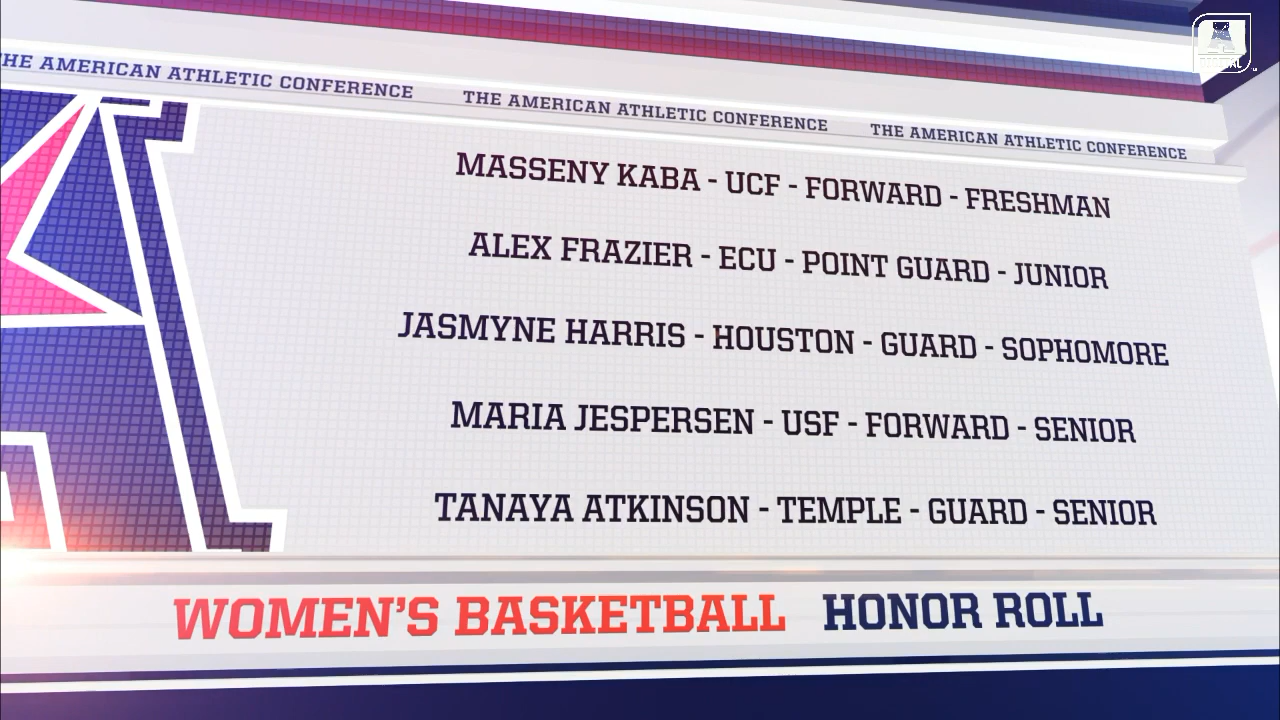 THE AMERICAN ATHLETIC CONFERENCE THE AMERICAN ATHLETIC CONFERENCE THE AMERICAN ATHLETIC CONFERENCE
MASSENY KABA - UCF - FORWARD - FRESHMAN
ALEX FRAZIER - ECU - POINT GUARD - JUNIOR
JASMYNE HARRIS - HOUSTON - GUARD - SOPHOMORE
MARIA JESPERSEN - USF - FORWARD - SENIOR
TANAYA ATKINSON - TEMPLE - GUARD - SENIOR
WOMEN'S BASKETBALL HONOR ROLL